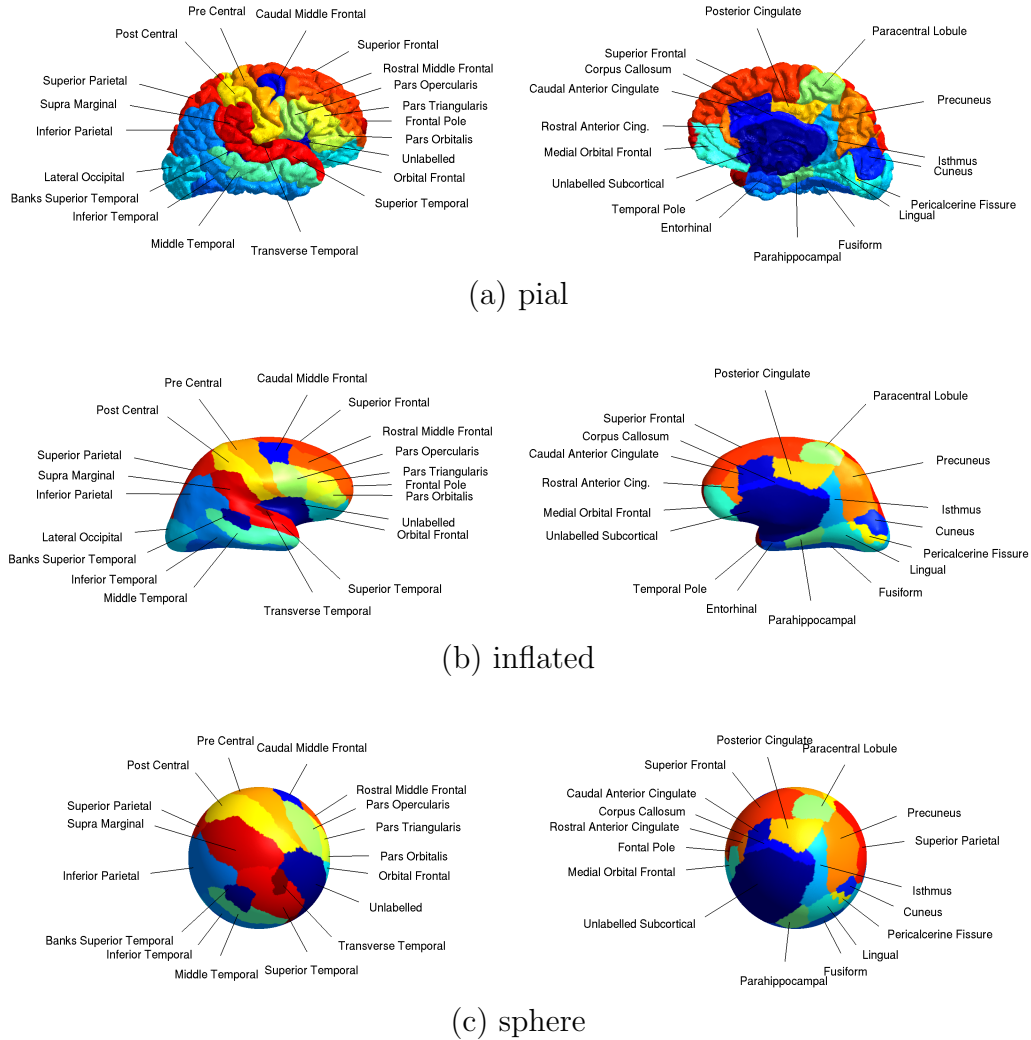 Pre Central
Caudal Middle Frontal
Post Central
Superior Frontal
Rostral Middle Frontal
Superior Parietal
Pars Opercularis
Supra Marginal
Pars Triangularis
Frontal Pole
Inferior Parietal
Pars Orbitalis
Unlabelled
Lateral Occipital
Orbital Frontal
Banks Superior Temporal
Superior Temporal
Inferior Temporal
Middle Temporal
Transverse Temporal
Posterior Cingulate
Paracentral Lobule
Superior Frontal
Corpus Callosum
Caudal Anterior Cingulate
Precuneus
Rostral Anterior Cing.
Medial Orbital Frontal
Isthmus
Cuneus
Unlabelled Subcortical
Pericalcerine Fissure
Temporal Pole
Lingual
Entorhinal
Fusiform
Parahippocampal
(a) pial
Pre Central
Caudal Middle Frontal
Post Central
Superior Frontal
Rostral Middle Frontal
Superior Parietal
Pars Opercularis
Supra Marginal
Pars Triangularis
Frontal Pole
Inferior Parietal
Pars Orbitalis
Unlabelled
Lateral Occipital
Orbital Frontal
Banks Superior Temporal
Inferior Temporal
Superior Temporal
Middle Temporal
Transverse Temporal
Posterior Cingulate
Paracentral Lobule
Superior Frontal
Corpus Callosum
Caudal Anterior Cingulate
Precuneus
Rostral Anterior Cing.
Medial Orbital Frontal
Isthmus
Unlabelled Subcortical
Cuneus
Pericalcerine Fissure
Lingual
Temporal Pole
Fusiform
Entorhinal
Parahippocampal
(b) inflated
Pre Central
Caudal Middle Frontal
Post Central
Rostral Middle Frontal
Superior Parietal
Pars Opercularis
Supra Marginal
Pars Triangularis
Pars Orbitalis
Inferior Parietal
Orbital Frontal
Unlabelled
Banks Superior Temporal
Transverse Temporal
Inferior Temporal
Middle Temporal
Superior Temporal
Posterior Cingulate
Paracentral Lobule
Superior Frontal
Caudal Anterior Cingulate
Corpus Callosum
Precuneus
Rostral Anterior Cingulate
Superior Parietal
Fontal Pole
Medial Orbital Frontal
Isthmus
Cuneus
Unlabelled Subcortical
Pericalcerine Fissure
Lingual
Fusiform
Parahippocampal
(c) sphere